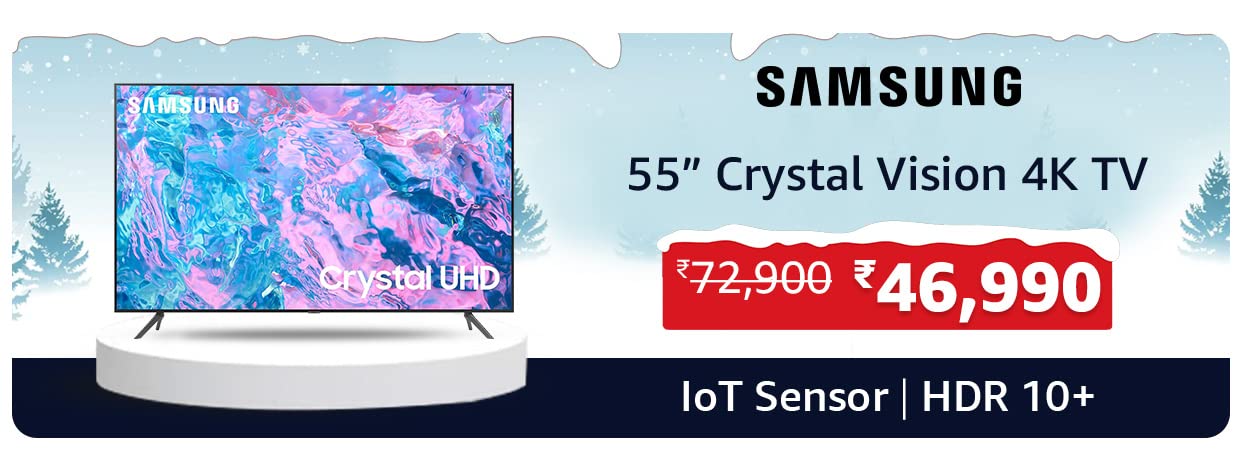 SAMSUNG
Crystal UHD
SAMSUNG
55” Crystal Vision 4K TV
₹72,900 ₹46,990
IoT Sensor | HDR 10+